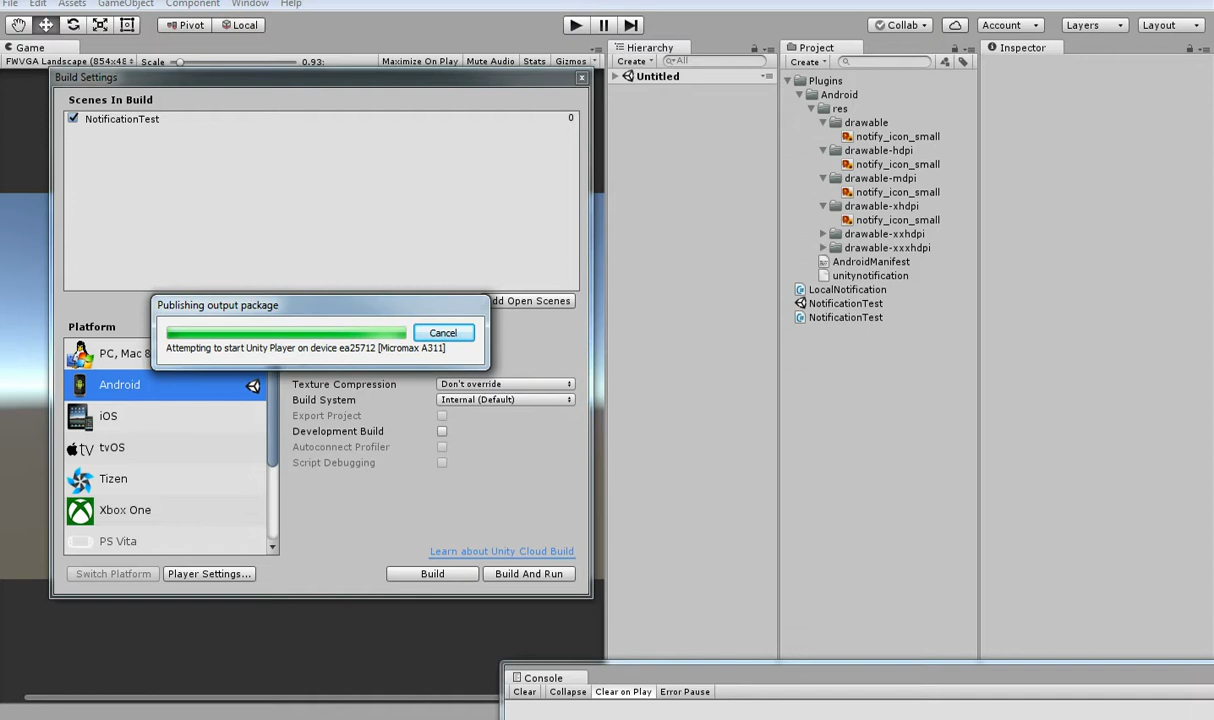 File Edit Assets GameObject Component Window Help
Pivot Local Collab Account Layers Layout
Game
FWVGA Landscape (854x48 Scale 0.93: Maximize On Play Mute Audio Stats Gizmos
Build Settings
Scenes In Build
NotificationTest 0
dd Open Scenes
Publishing output package
Cancel
Attempting to start Unity Player on device ea25712 [Micromax A311]
Platform
PC, Mac &
Android
iOS
tvOS
Tizen
Xbox One
PS Vita
Texture Compression Don't override
Build System Internal (Default)
Export Project
Development Build
Autoconnect Profiler
Script Debugging
Learn about Unity Cloud Build
Switch Platform Player Settings... Build Build And Run
Hierarchy
Create All
Untitled
Project
Create
Plugins
Android
res
drawable
notify_icon_small
drawable-hdpi
notify_icon_small
drawable-mdpi
notify_icon_small
drawable-xhdpi
notify_icon_small
drawable-xxhdpi
drawable-xxxhdpi
AndroidManifest
unitynotification
LocalNotification
NotificationTest
NotificationTest
Inspector
Console
Clear Collapse Clear on Play Error Pause